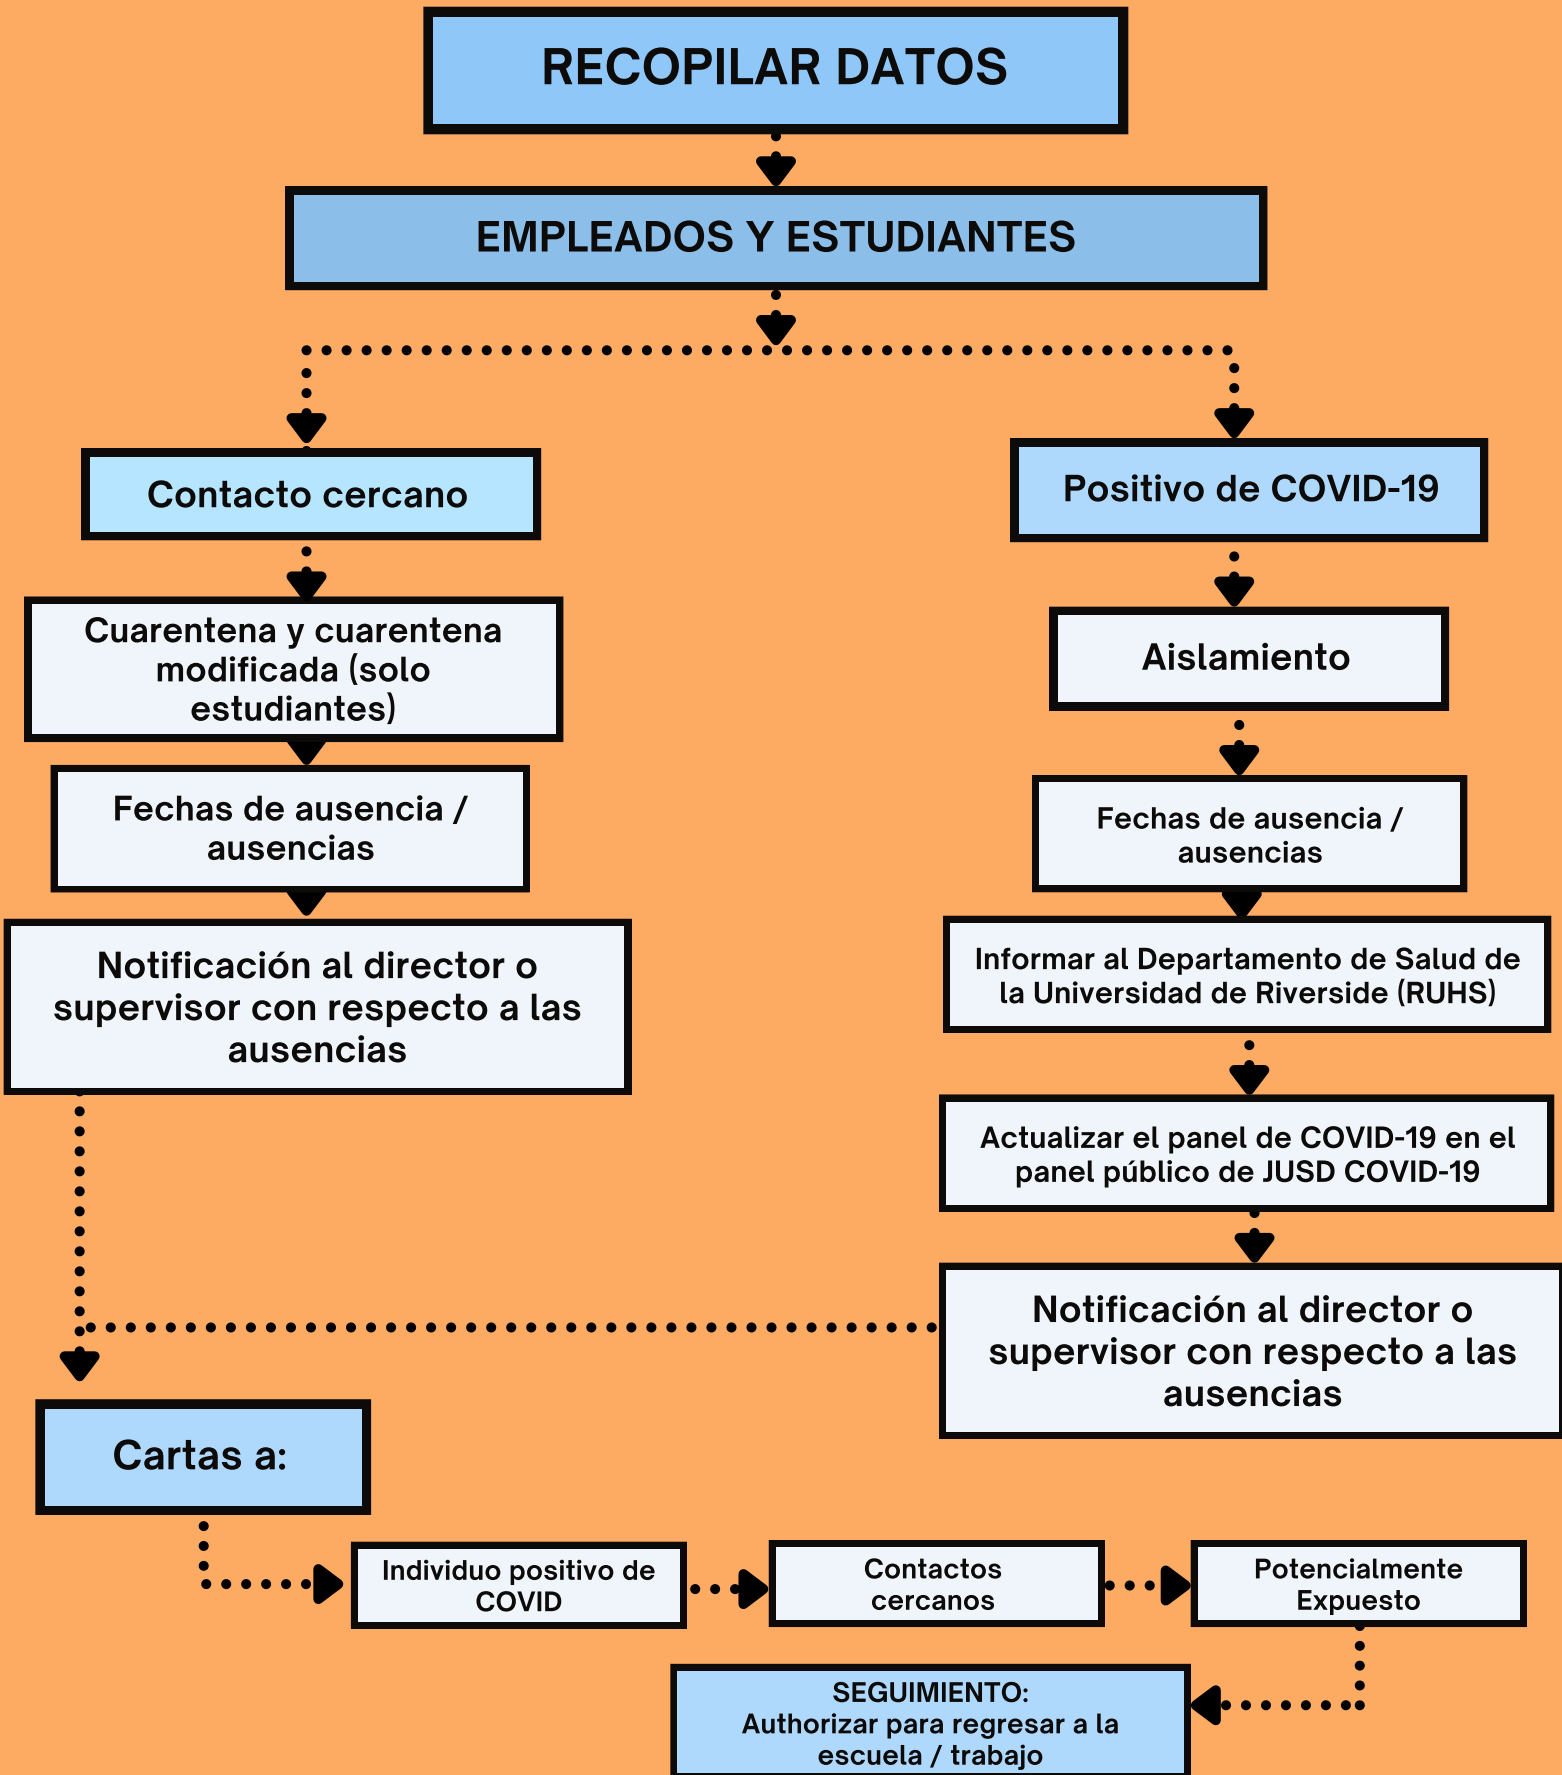 RECOPILAR DATOS
EMPLEADOS Y ESTUDIANTES
Contacto cercano
Cuarentena y cuarentena
modificada (solo
estudiantes)
Fechas de ausencia /
ausencias
Notificación al director o
supervisor con respecto a las
ausencias
Positivo de COVID-19
Aislamiento
Fechas de ausencia /
ausencias
Informar al Departamento de Salud de
la Universidad de Riverside (RUHS)
Actualizar el panel de COVID-19 en el
panel público de JUSD COVID-19
Notificación al director o
supervisor con respecto a las
ausencias
Cartas a:
Individuo positivo de
COVID
Contactos
cercanos
Potencialmente
Expuesto
SEGUIMIENTO:
Authorizar para regresar a la
escuela / trabajo